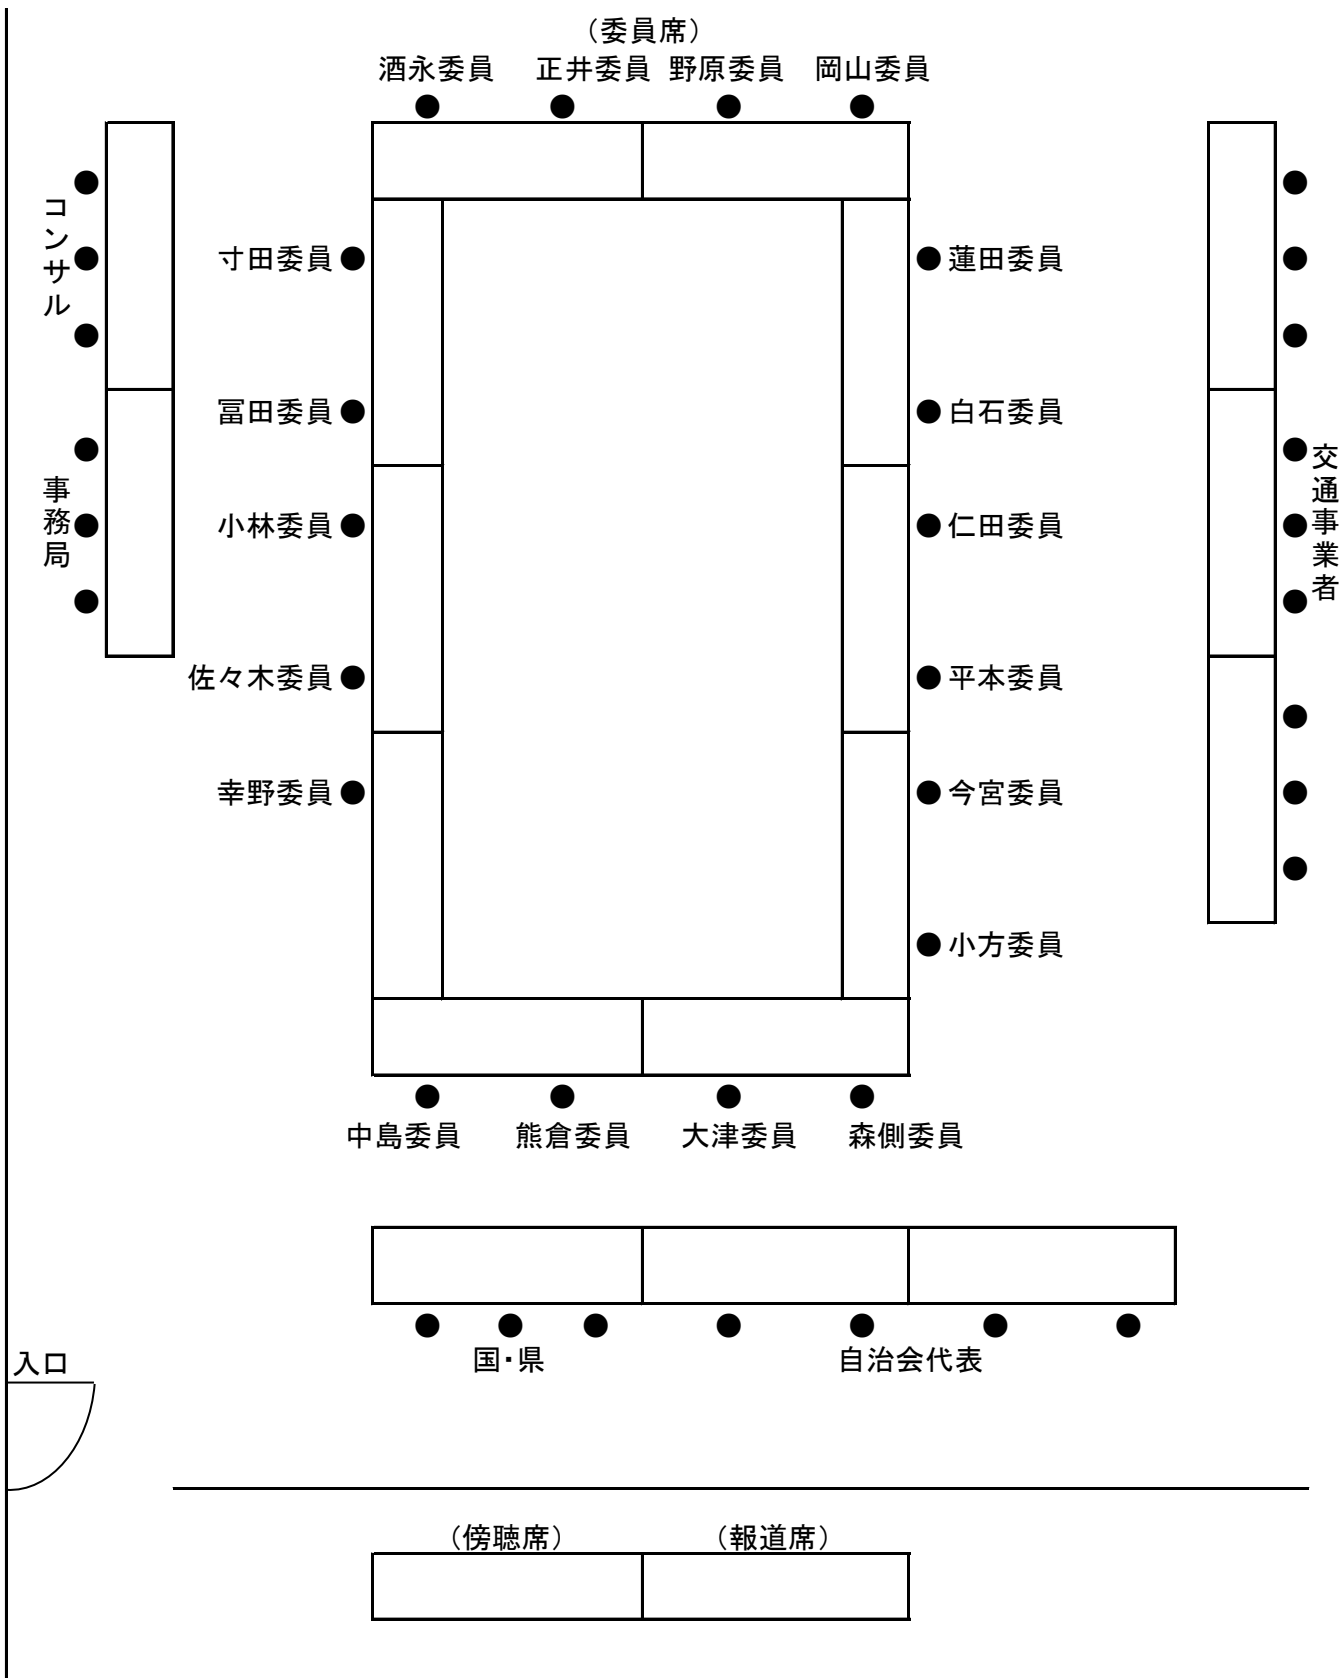 （委員席）
酒永委員　正井委員　野原委員　岡山委員
コンサル
寸田委員　蓮田委員
冨田委員　白石委員
事務局
交通事業者
小林委員　仁田委員
佐々木委員　平本委員
幸野委員　今宮委員
小方委員
中島委員　熊倉委員　大津委員　森側委員
国・県　自治会代表
入口
（傍聴席）　（報道席）